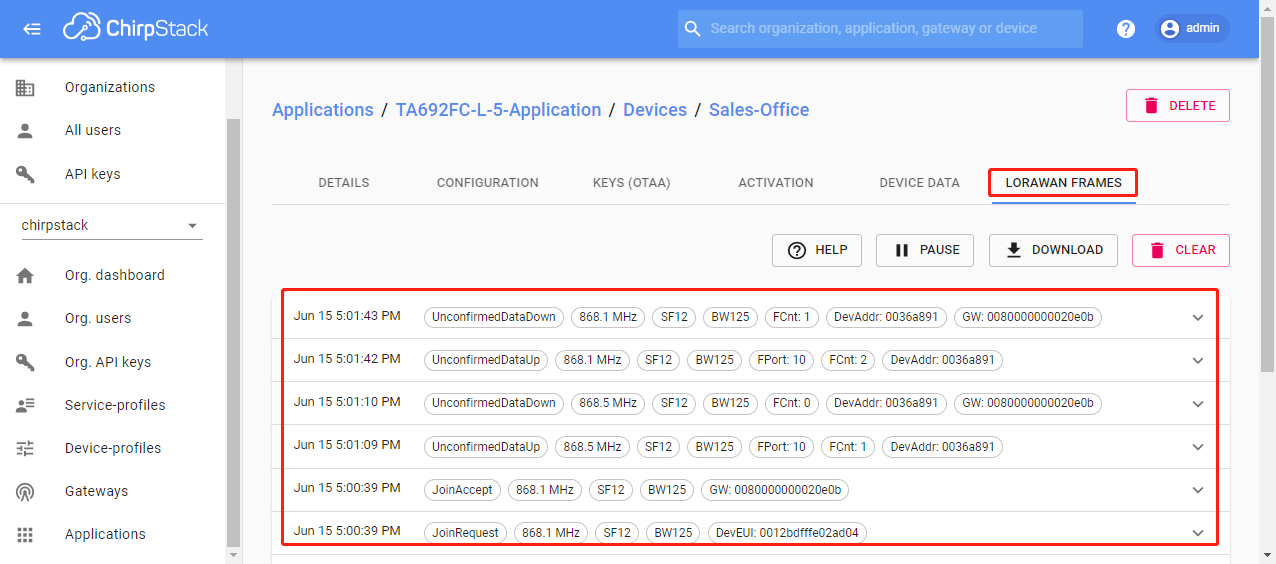 ChirpStack
Search organization, application, gateway or device
? admin
Organizations
All users
API keys
chirpstack
Org. dashboard
Org. users
Org. API keys
Service-profiles
Device-profiles
Gateways
Applications
Applications / TA692FC-L-5-Application / Devices / Sales-Office
DELETE
DETAILS CONFIGURATION KEYS (OTAA) ACTIVATION DEVICE DATA LORAWAN FRAMES
? HELP PAUSE DOWNLOAD CLEAR
Jun 15 5:01:43 PM UnconfirmedDataDown 868.1 MHz SF12 BW125 FCnt: 1 DevAddr: 0036a891 GW: 0080000000020e0b
Jun 15 5:01:42 PM UnconfirmedDataUp 868.1 MHz SF12 BW125 FPort: 10 FCnt: 2 DevAddr: 0036a891
Jun 15 5:01:10 PM UnconfirmedDataDown 868.5 MHz SF12 BW125 FCnt: 0 DevAddr: 0036a891 GW: 0080000000020e0b
Jun 15 5:01:09 PM UnconfirmedDataUp 868.5 MHz SF12 BW125 FPort: 10 FCnt: 1 DevAddr: 0036a891
Jun 15 5:00:39 PM JoinAccept 868.1 MHz SF12 BW125 GW: 0080000000020e0b
Jun 15 5:00:39 PM JoinRequest 868.1 MHz SF12 BW125 DevEUI: 0012bdfffe02ad04